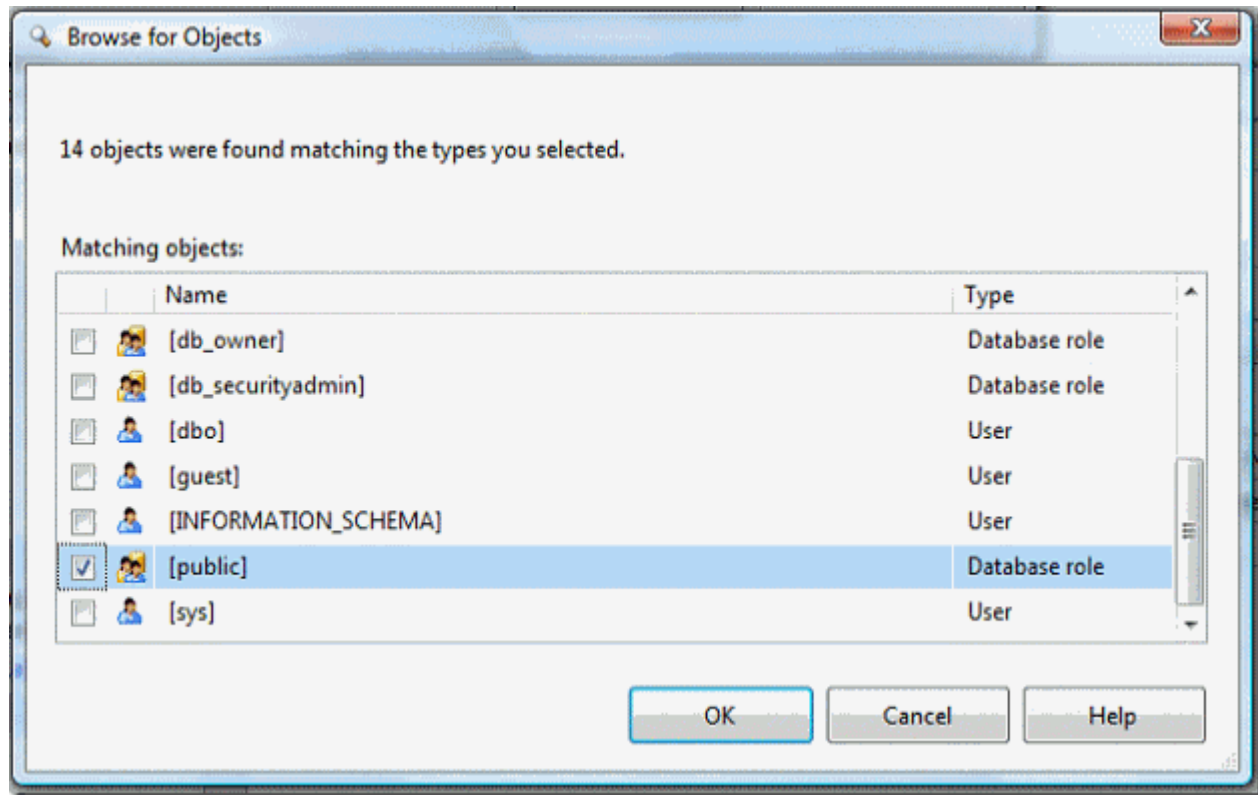 Browse for Objects
14 objects were found matching the types you selected.
Matching objects:
Name Type
[db_owner] Database role
[db_securityadmin] Database role
[dbo] User
[guest] User
[INFORMATION_SCHEMA] User
[public] Database role
[sys] User
OK Cancel Help